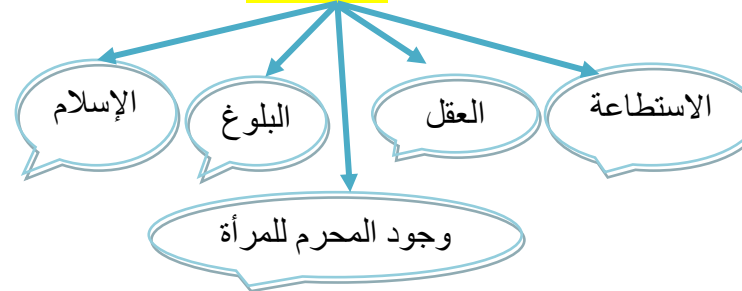 الاستطاعة
العقل
البلوغ
الإسلام
وجود المحرم للمرأة